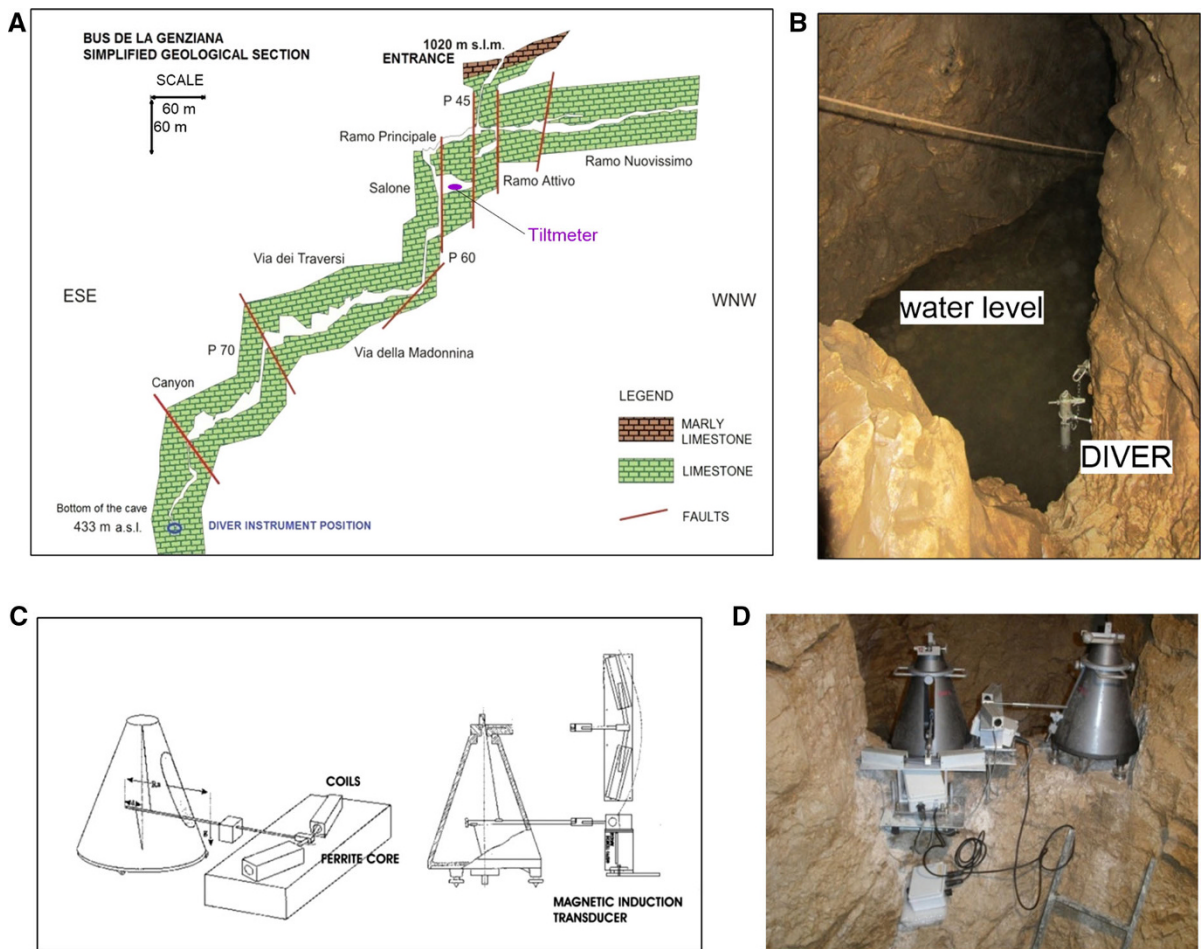 A
BUS DE LA GENZIANA
SIMPLIFIED GEOLOGICAL SECTION
SCALE
60 m
60 m
1020 m s.l.m.
ENTRANCE
P 45
Ramo Principale
Ramo Nuovissimo
Salone
Ramo Attivo
Tiltmeter
Via dei Traversi
P 60
ESE
WNW
P 70
Via della Madonnina
Canyon
LEGEND
MARLY
LIMESTONE
LIMESTONE
Bottom of the cave
433 m a.s.l.
DIVER INSTRUMENT POSITION
FAULTS
B
water level
DIVER
C
COILS
FERRITE CORE
MAGNETIC INDUCTION
TRANSDUCER
D